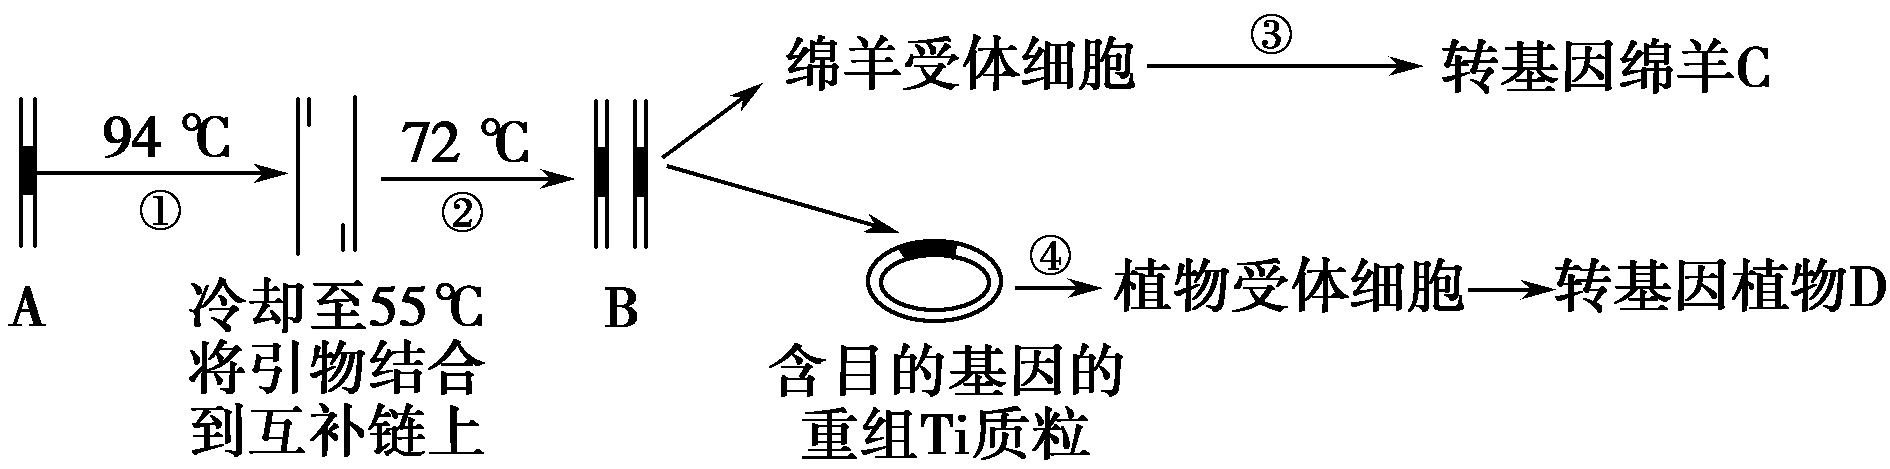 绵羊受体细胞
③
转基因绵羊C
94 ℃
①
72 ℃
②
A
冷却至55℃
将引物结合
到互补链上
B
④
植物受体细胞
转基因植物D
含目的基因的
重组Ti质粒